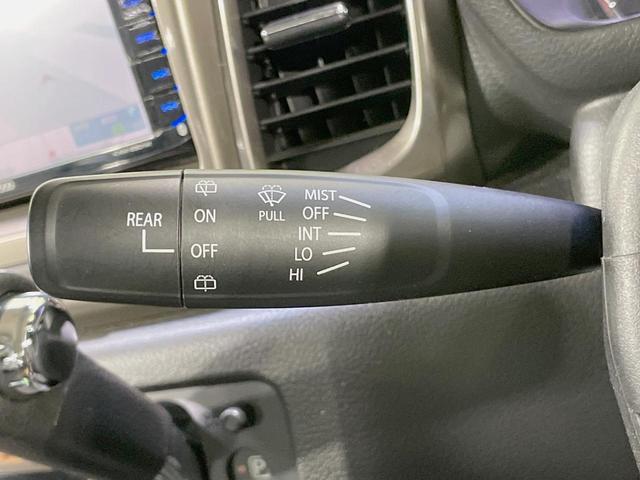 REAR
ON
OFF
PULL
MIST
OFF
INT
LO
HI
P